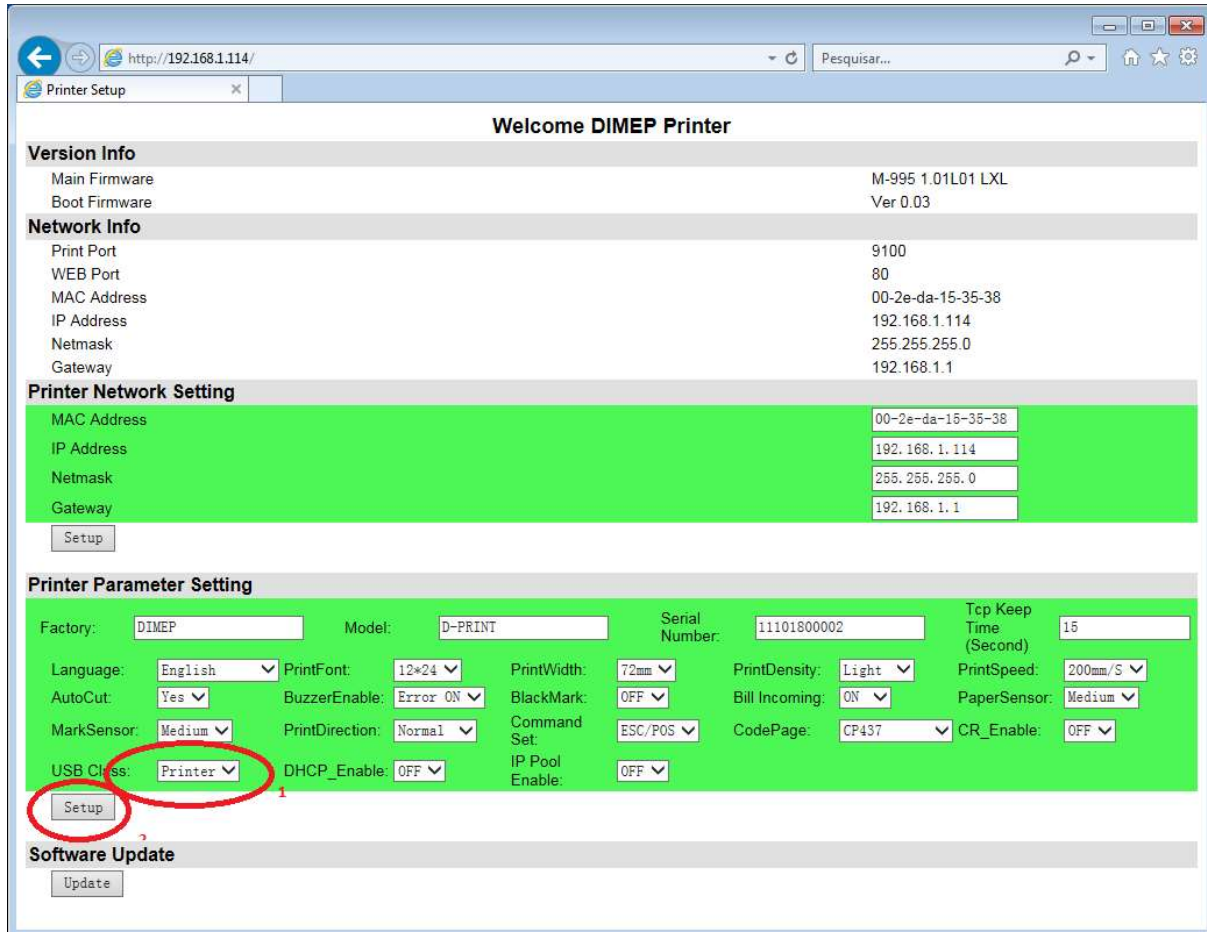 http://192.168.1.114/
Pesquisar...
Printer Setup
Welcome DIMEP Printer
Version Info
Main Firmware M-995 1.01L01 LXL
Boot Firmware Ver 0.03
Network Info
Print Port 9100
WEB Port 80
MAC Address 00-2e-da-15-35-38
IP Address 192.168.1.114
Netmask 255.255.255.0
Gateway 192.168.1.1
Printer Network Setting
MAC Address 00-2e-da-15-35-38
IP Address 192.168.1.114
Netmask 255.255.255.0
Gateway 192.168.1.1
Setup
Printer Parameter Setting
Factory: DIMEP Model: D-PRINT Serial Number: 11101800002 Tcp Keep Time (Second) 15
Language: English PrintFont: 12*24 PrintWidth: 72mm PrintDensity: Light PrintSpeed: 200mm/S
AutoCut: Yes BuzzerEnable: Error ON BlackMark: OFF Bill Incoming: ON PaperSensor: Medium
MarkSensor: Medium PrintDirection: Normal Command Set: ESC/POS CodePage: CP437 CR_Enable: OFF
USB Class: Printer DHCP_Enable: OFF IP Pool Enable: OFF
1
Setup
2
Software Update
Update